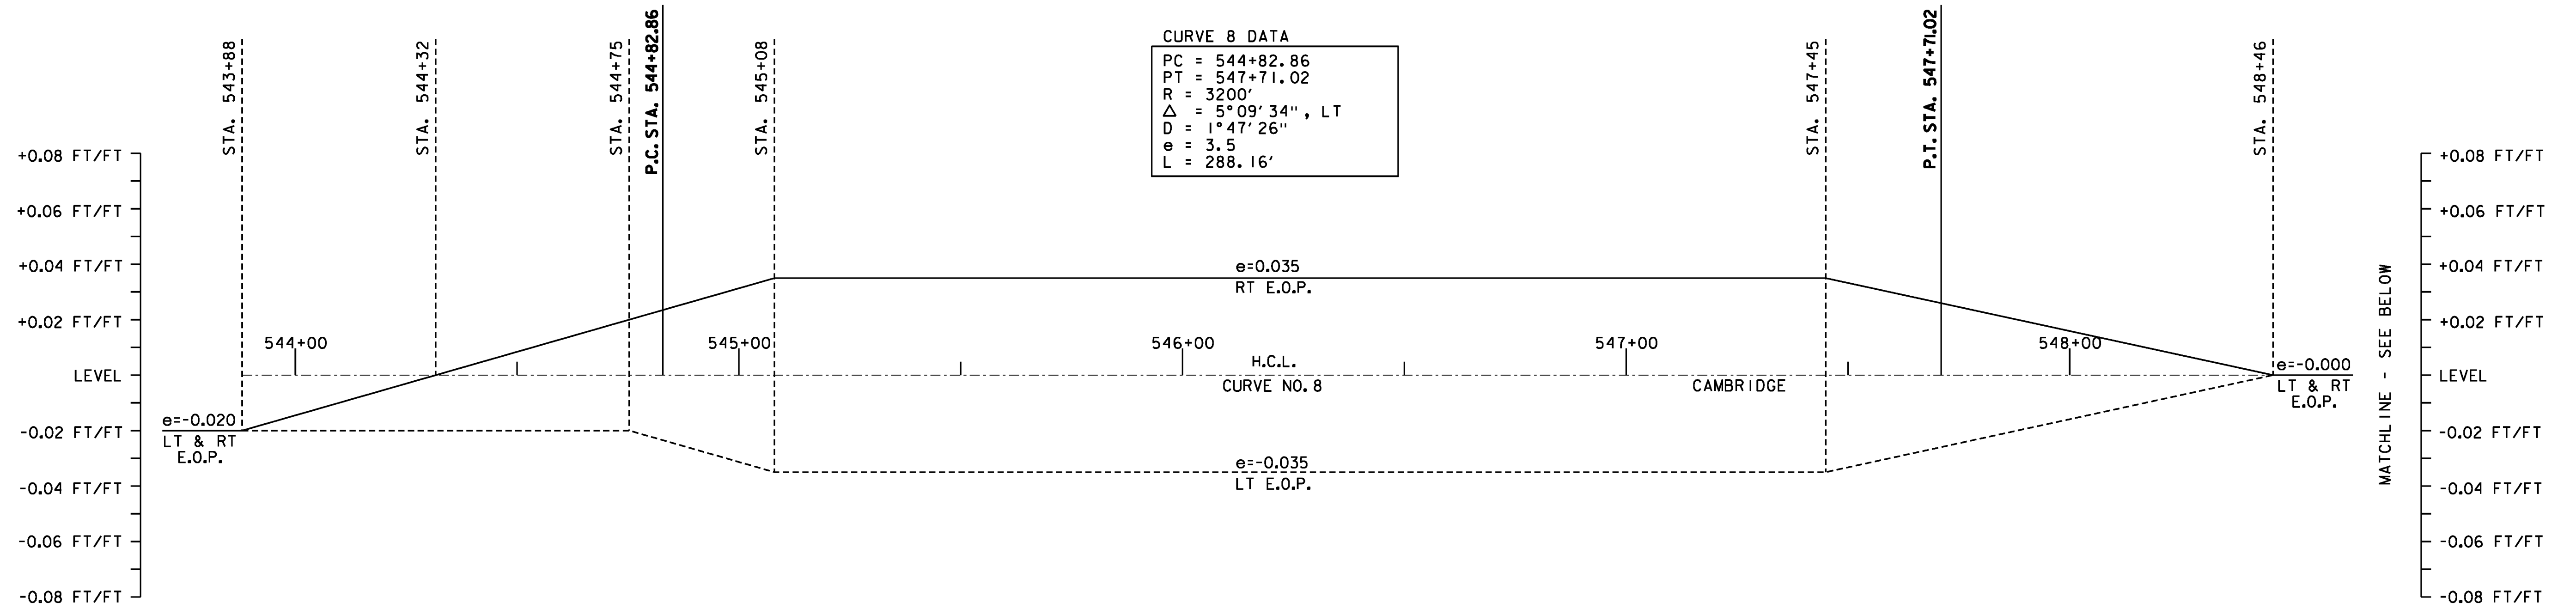 STA. 543+88
STA. 544+32
STA. 544+75
P.C. STA. 544+82.86
STA. 545+08
CURVE 8 DATA
PC = 544+82.86
PT = 547+71.02
R = 3200'
△ = 5°09'34", LT
D = 1°47'26"
e = 3.5
L = 288.16'
STA. 547+45
P.T. STA. 547+71.02
STA. 548+46
+0.08 FT/FT
+0.06 FT/FT
+0.04 FT/FT
+0.02 FT/FT
LEVEL
-0.02 FT/FT
-0.04 FT/FT
-0.06 FT/FT
-0.08 FT/FT
e=-0.020
LT & RT
E.O.P.
544+00
545+00
546+00
547+00
548+00
e=0.035
RT E.O.P.
H.C.L.
CURVE NO. 8
CAMBRIDGE
e=-0.035
LT E.O.P.
e=-0.000
LT & RT
E.O.P.
MATCHLINE - SEE BELOW
+0.08 FT/FT
+0.06 FT/FT
+0.04 FT/FT
+0.02 FT/FT
LEVEL
-0.02 FT/FT
-0.04 FT/FT
-0.06 FT/FT
-0.08 FT/FT